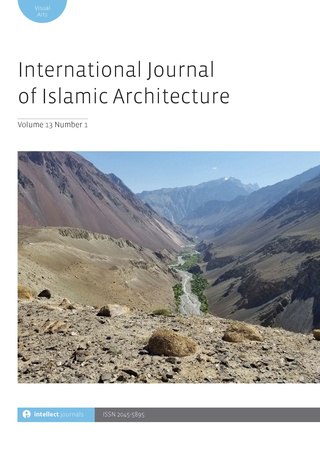 Visual
Arts
International Journal
of Islamic Architecture
Volume 13 Number 1
intellect journals
ISSN 2045-5895